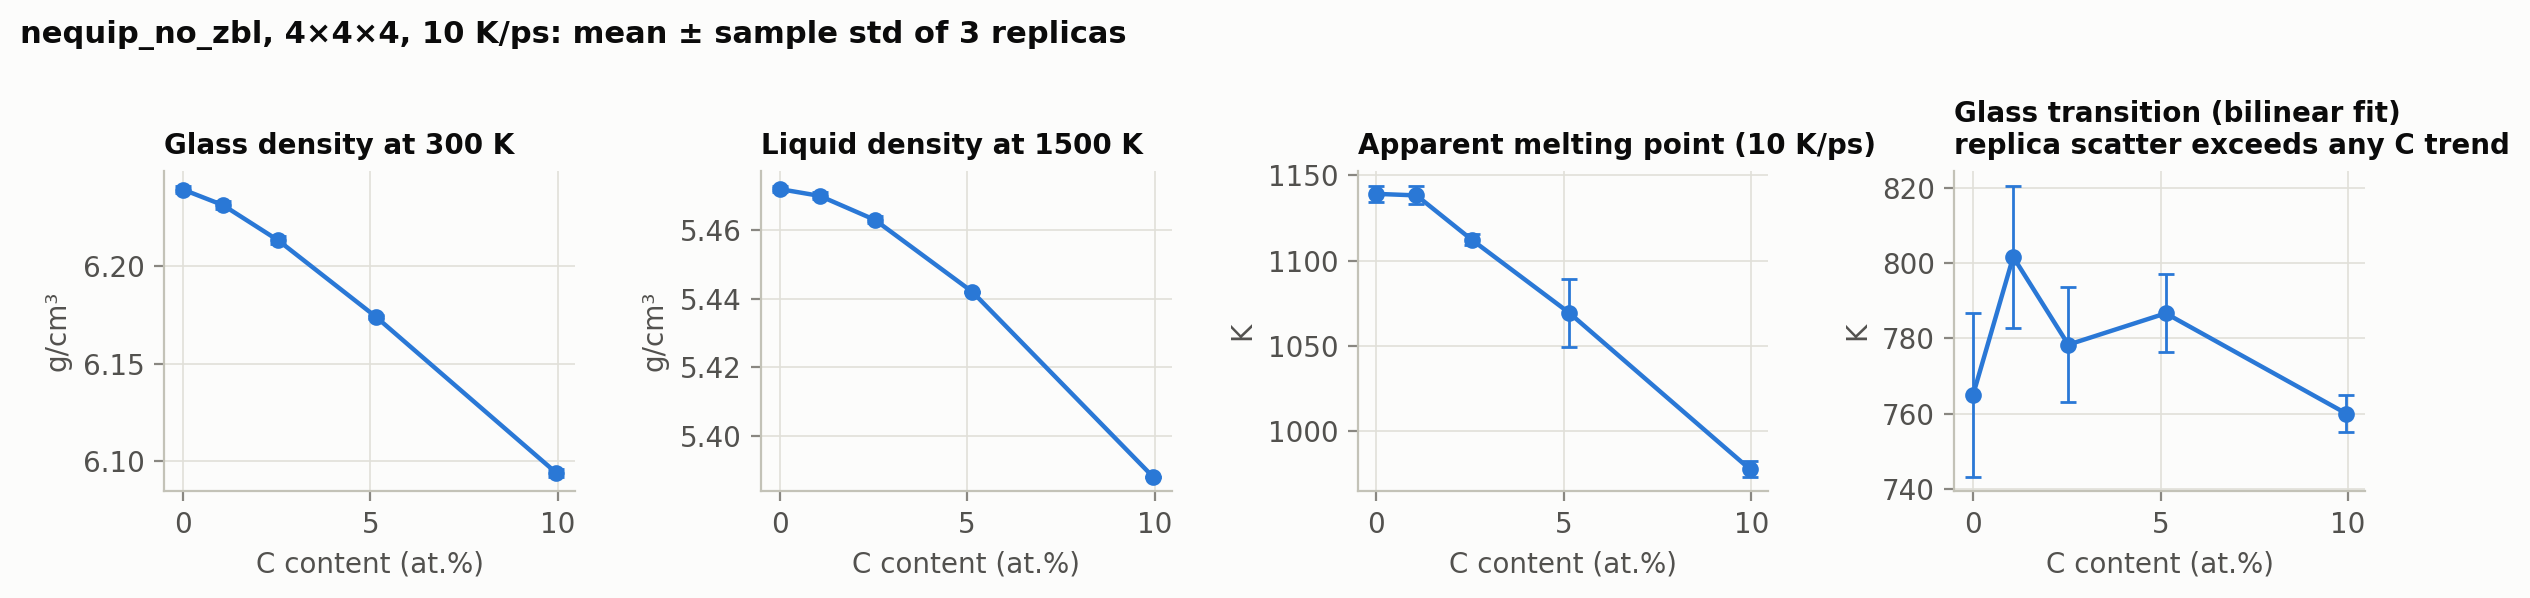 nequip_no_zbl, 4×4×4, 10 K/ps: mean ± sample std of 3 replicas
Glass density at 300 K
g/cm³
6.20
6.15
6.10
0 5 10
C content (at.%)
Liquid density at 1500 K
g/cm³
5.46
5.44
5.42
5.40
0 5 10
C content (at.%)
Apparent melting point (10 K/ps)
K
1150
1100
1050
1000
0 5 10
C content (at.%)
Glass transition (bilinear fit)
replica scatter exceeds any C trend
K
820
800
780
760
740
0 5 10
C content (at.%)